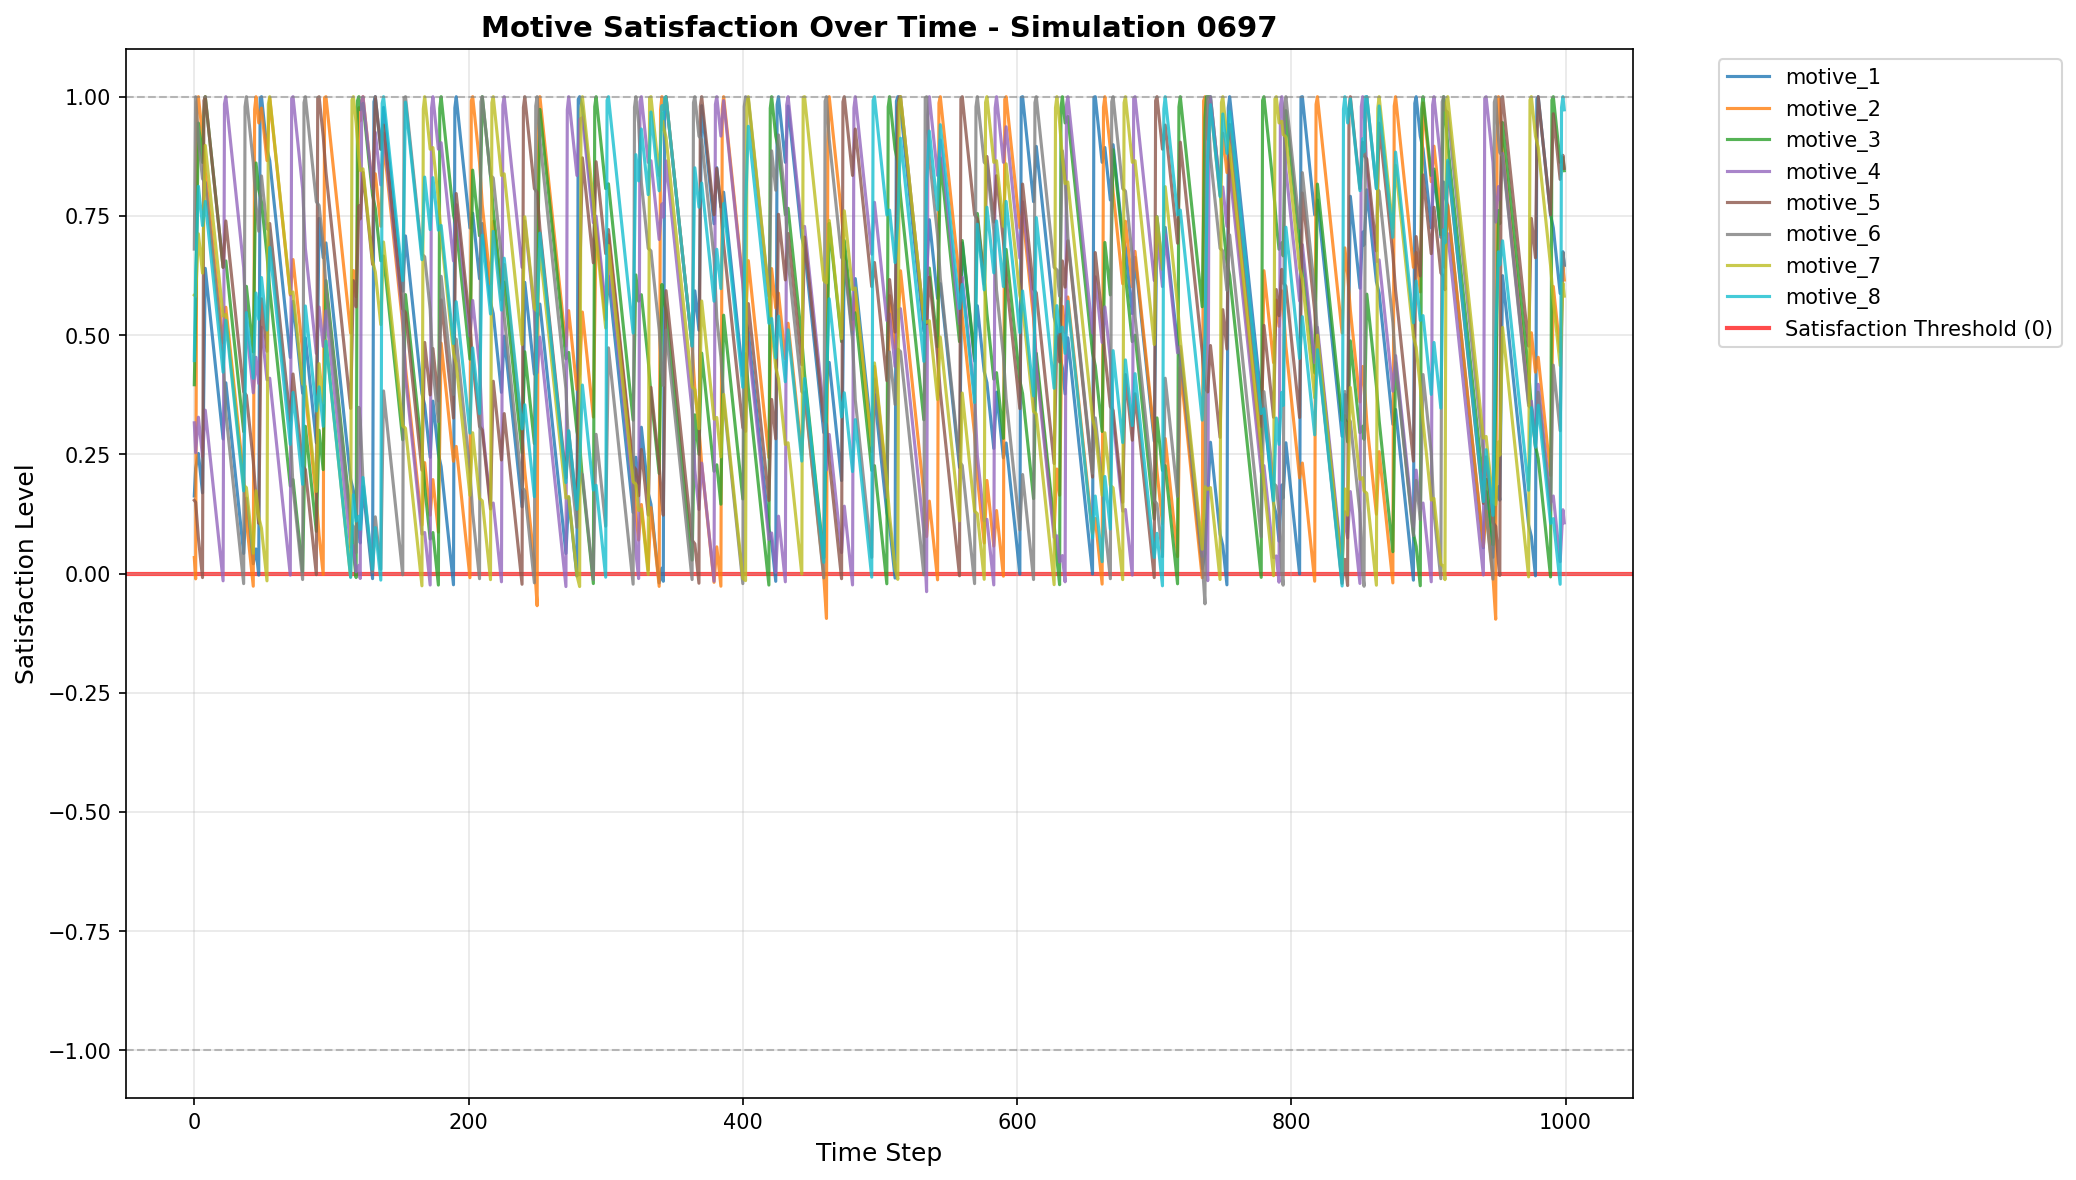 Motive Satisfaction Over Time - Simulation 0697
Satisfaction Level
1.00
0.75
0.50
0.25
0.00
−0.25
−0.50
−0.75
−1.00
0
200
400
600
800
1000
Time Step
motive_1
motive_2
motive_3
motive_4
motive_5
motive_6
motive_7
motive_8
Satisfaction Threshold (0)